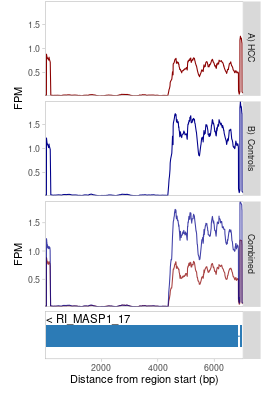 1.5
1.0
0.5
FPM
A) HCC
1.5
1.0
0.5
B) Controls
1.5
1.0
0.5
FPM
Combined
< RI_MASP1_17
2000
4000
6000
Distance from region start (bp)